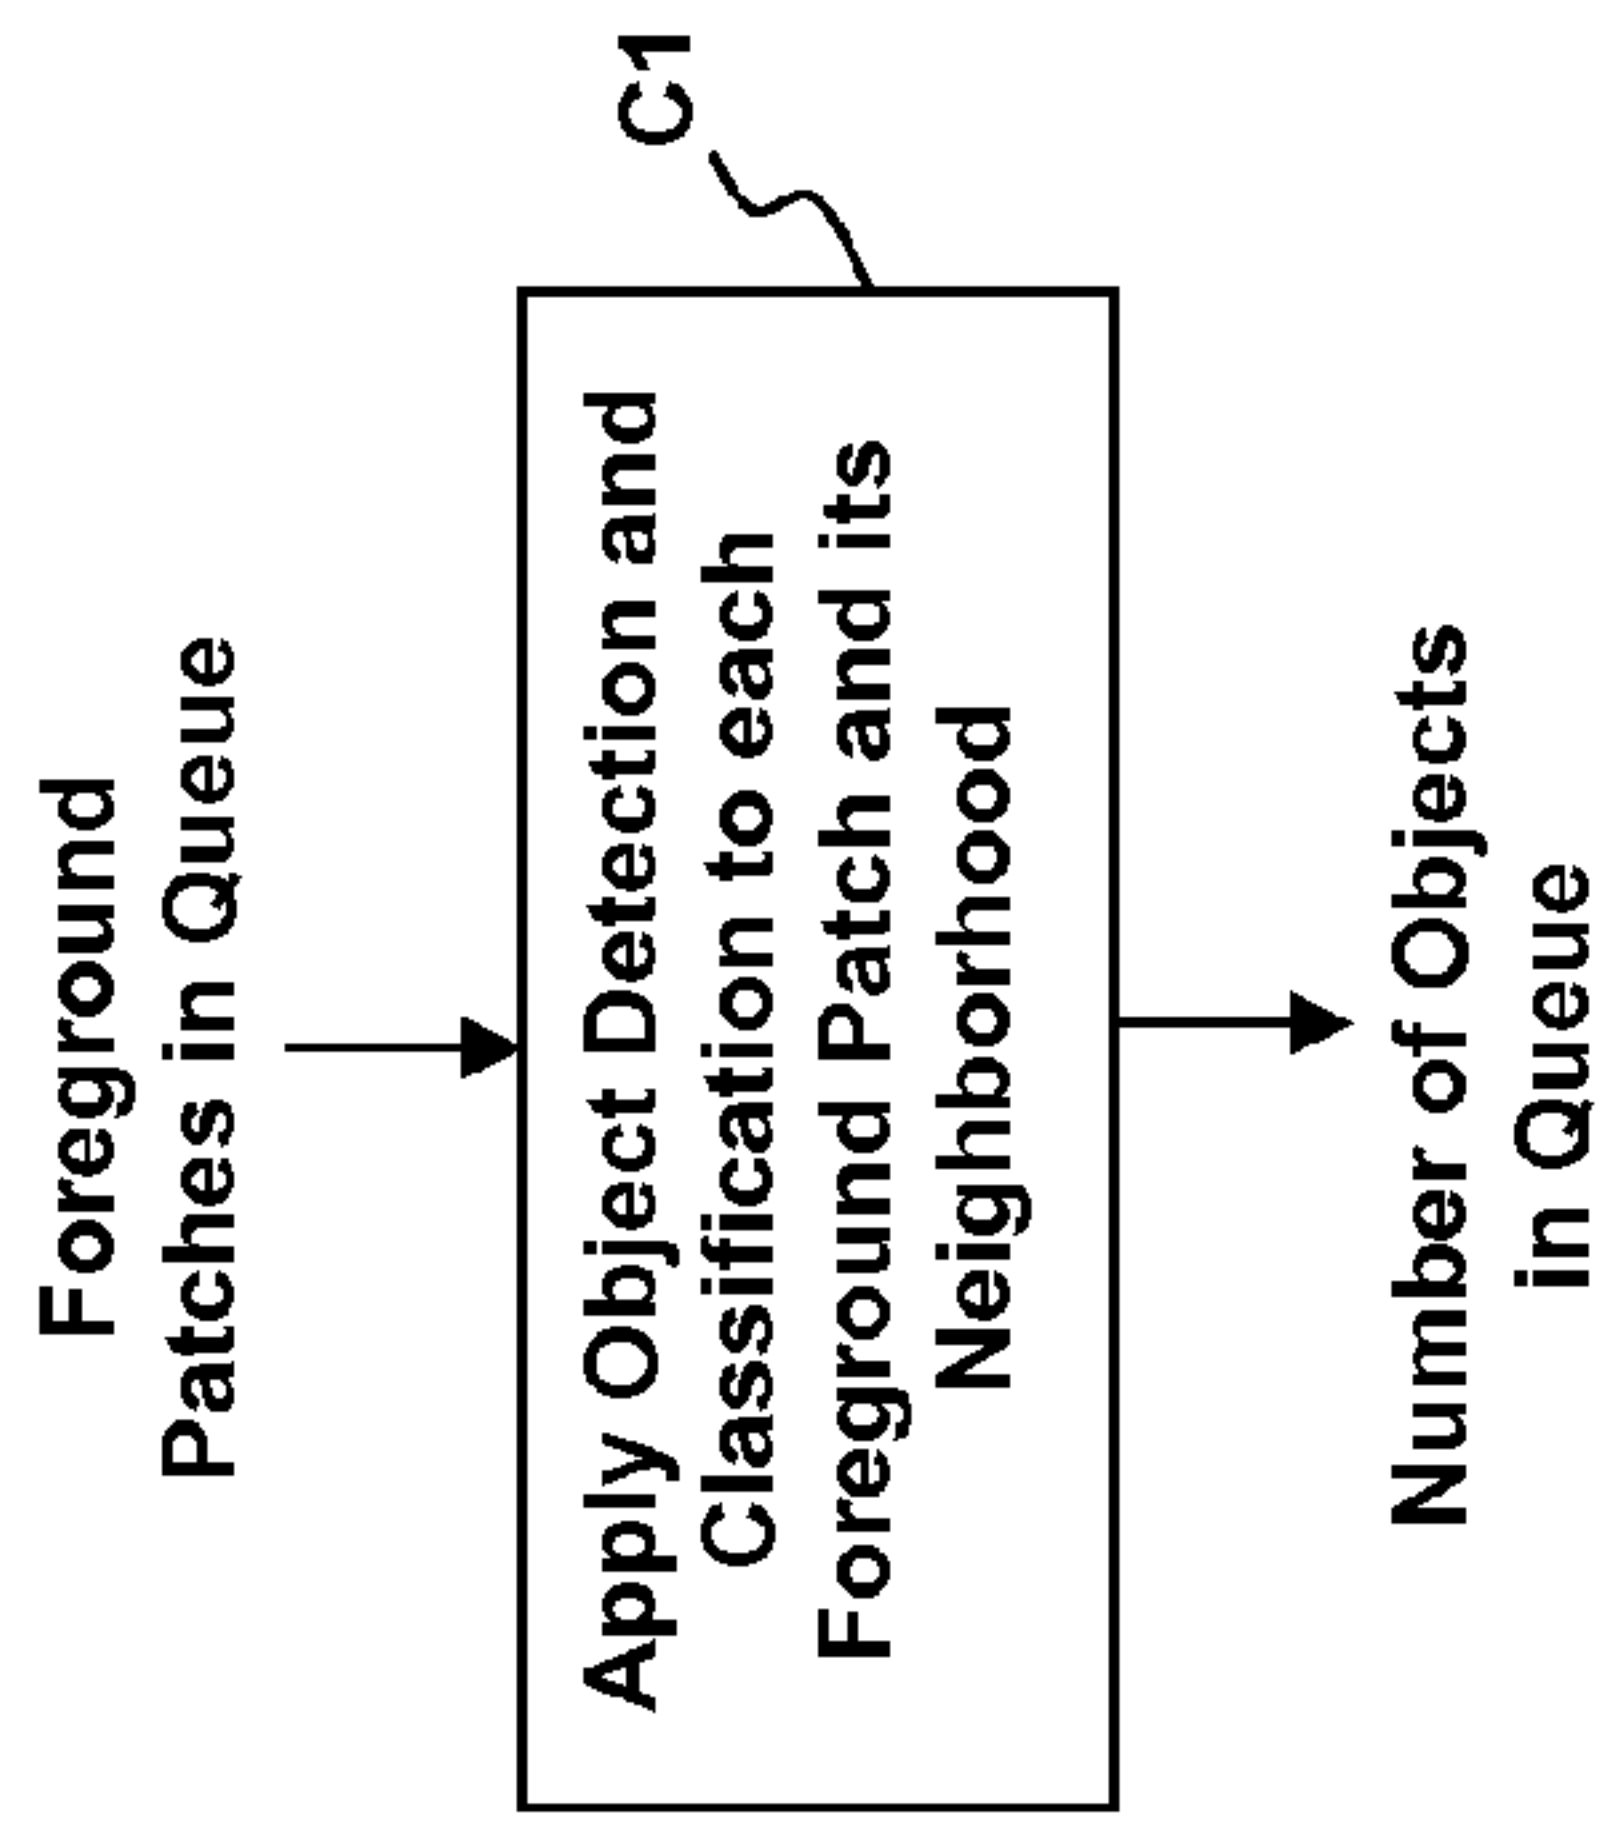 Foreground
Patches in Queue
C1
Apply Object Detection and
Classification to each
Foreground Patch and its
Neighborhood
Number of Objects
in Queue